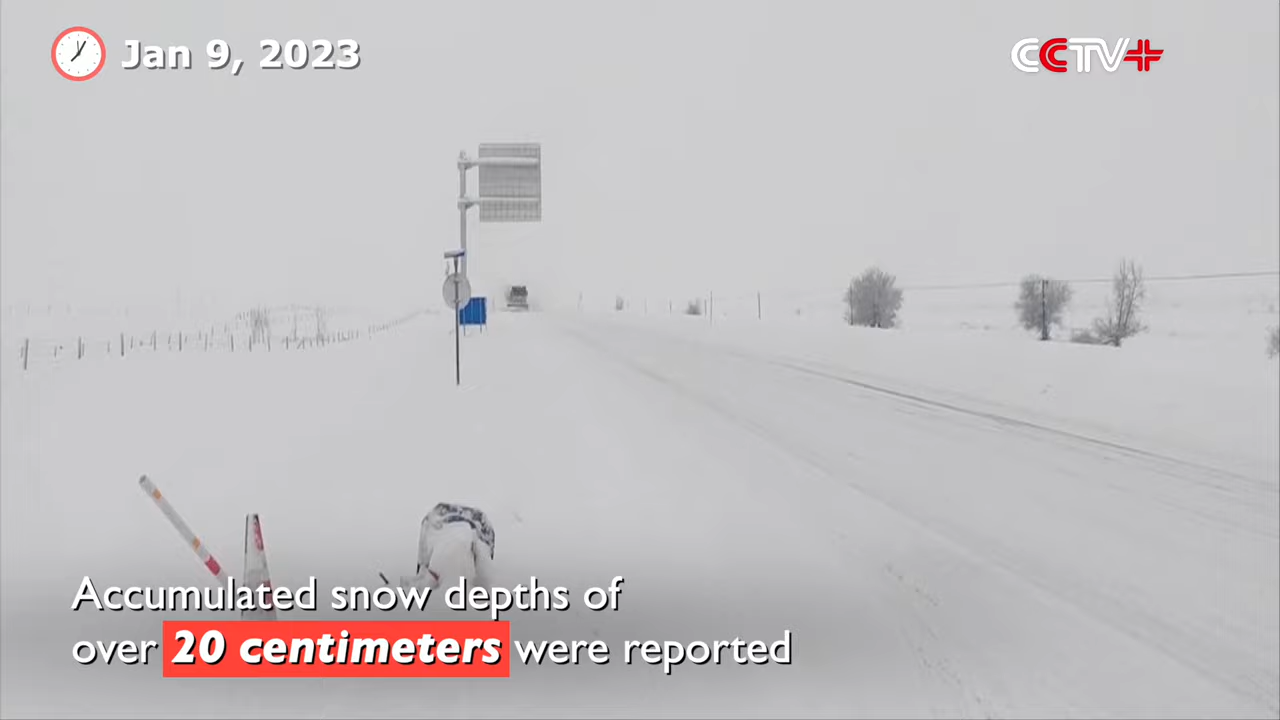 Jan 9, 2023
CCTV+
Accumulated snow depths of
over 20 centimeters were reported